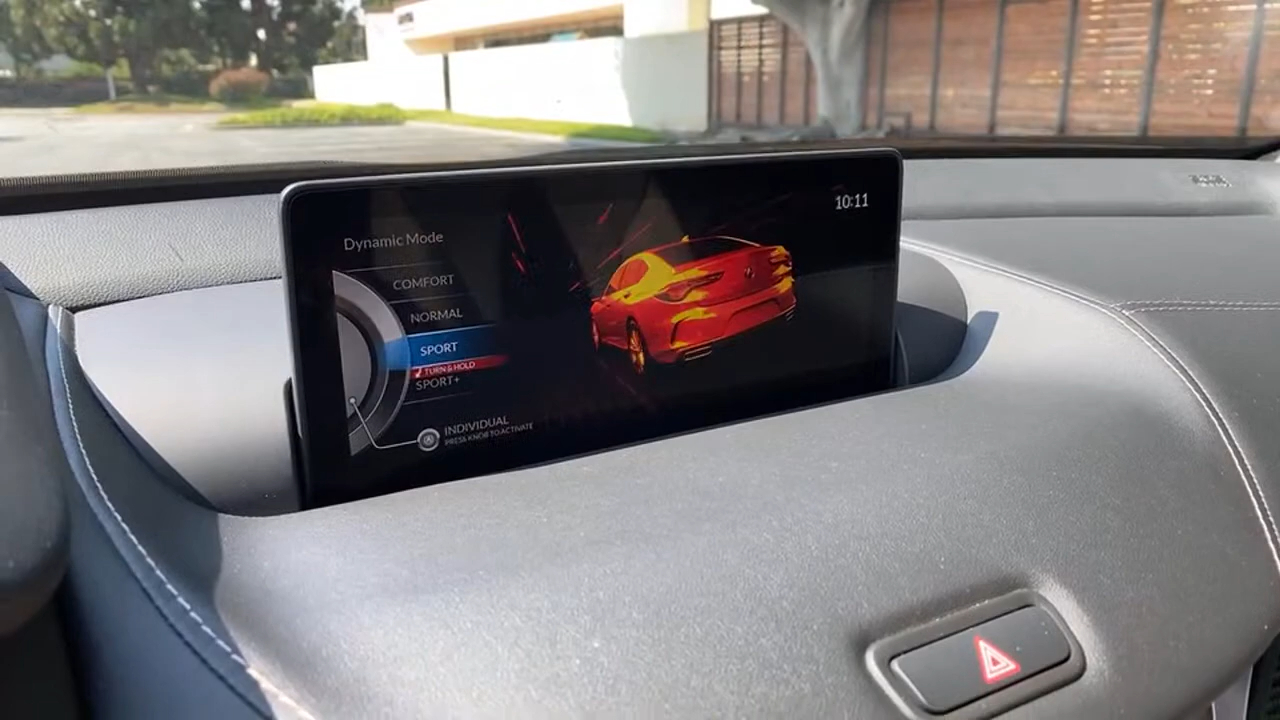 10:11
Dynamic Mode
COMFORT
NORMAL
SPORT
TURN & HOLD
SPORT+
INDIVIDUAL
PRESS KNOB TO ACTIVATE